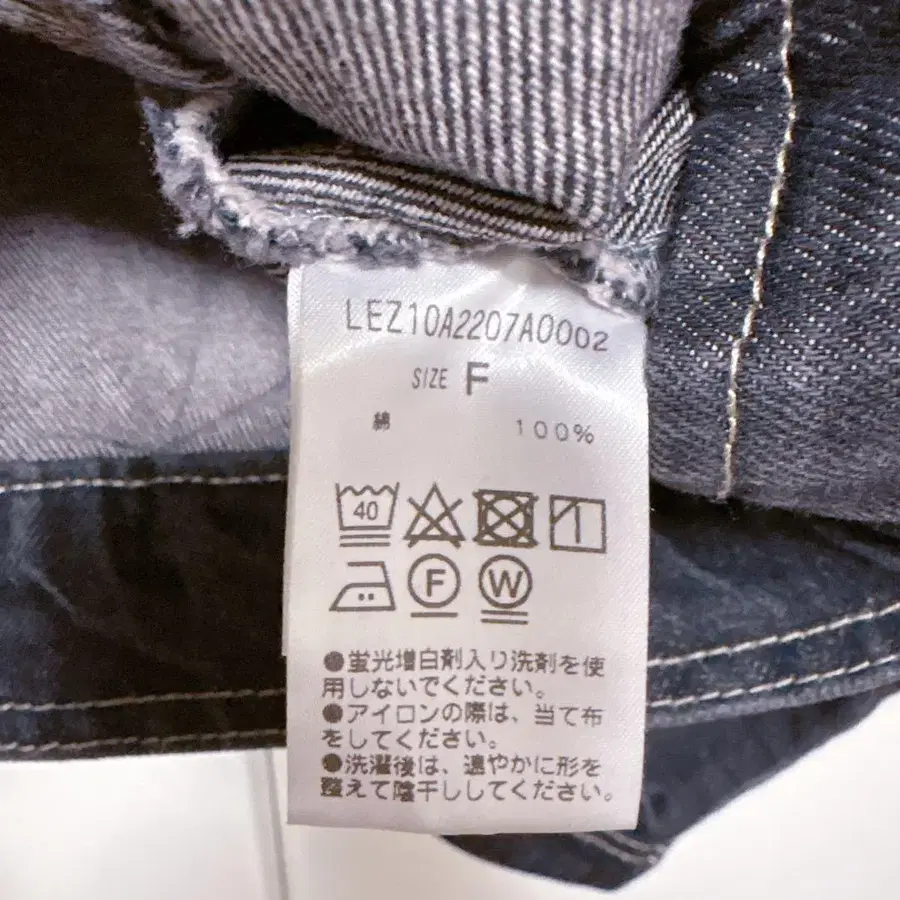 LEZ10A2207A0002
SIZE F
綿 100%
40
F W
●蛍光増白剤入り洗剤を使
用しないでください。
●アイロンの際は、当て布
をしてください。
●洗濯後は、速やかに形を
整えて陰干ししてください。